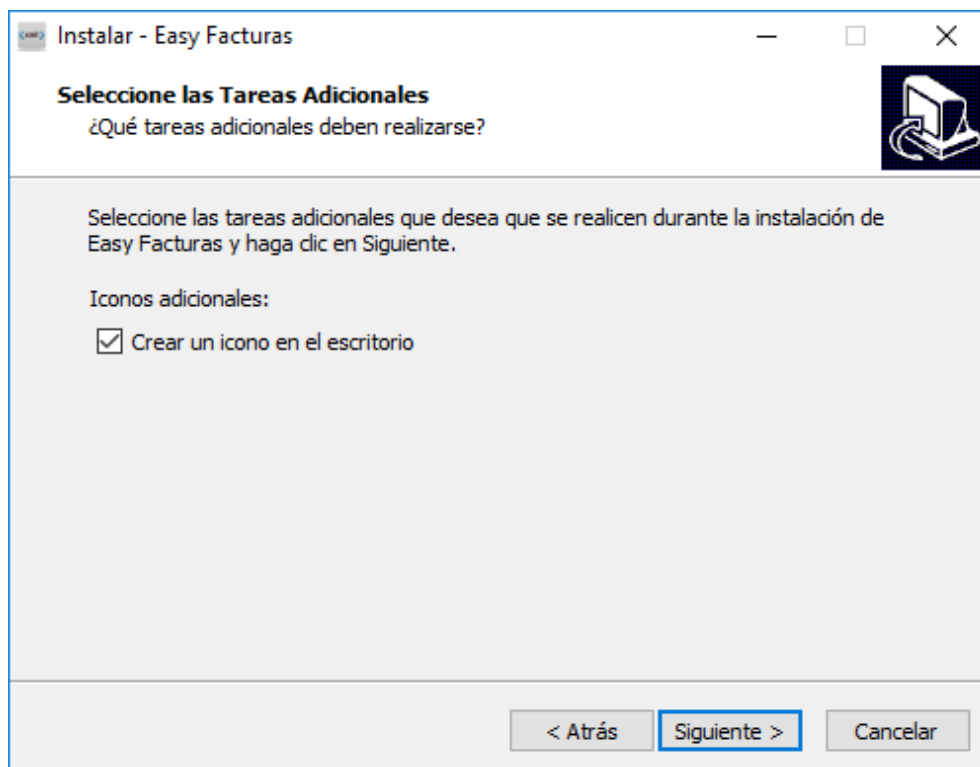 Instalar - Easy Facturas
Seleccione las Tareas Adicionales
¿Qué tareas adicionales deben realizarse?
Seleccione las tareas adicionales que desea que se realicen durante la instalación de
Easy Facturas y haga clic en Siguiente.
Iconos adicionales:
Crear un icono en el escritorio
< Atrás
Siguiente >
Cancelar